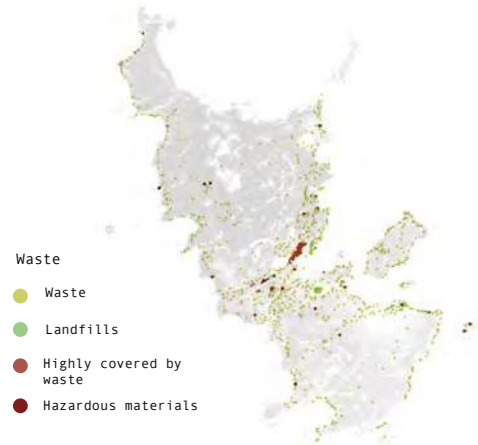 Waste
Waste
Landfills
Highly covered by
waste
Hazardous materials